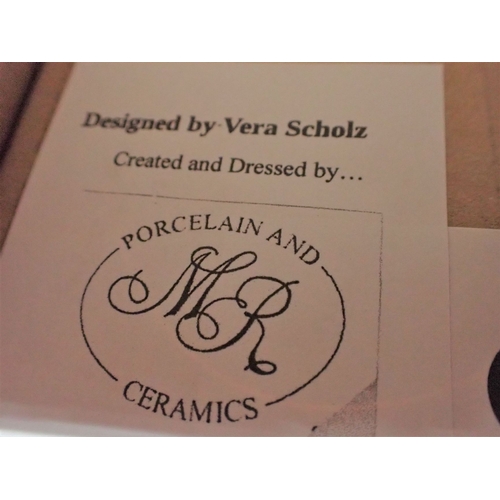 Designed by Vera Scholz
Created and Dressed by...
PORCELAIN AND
MR
CERAMICS